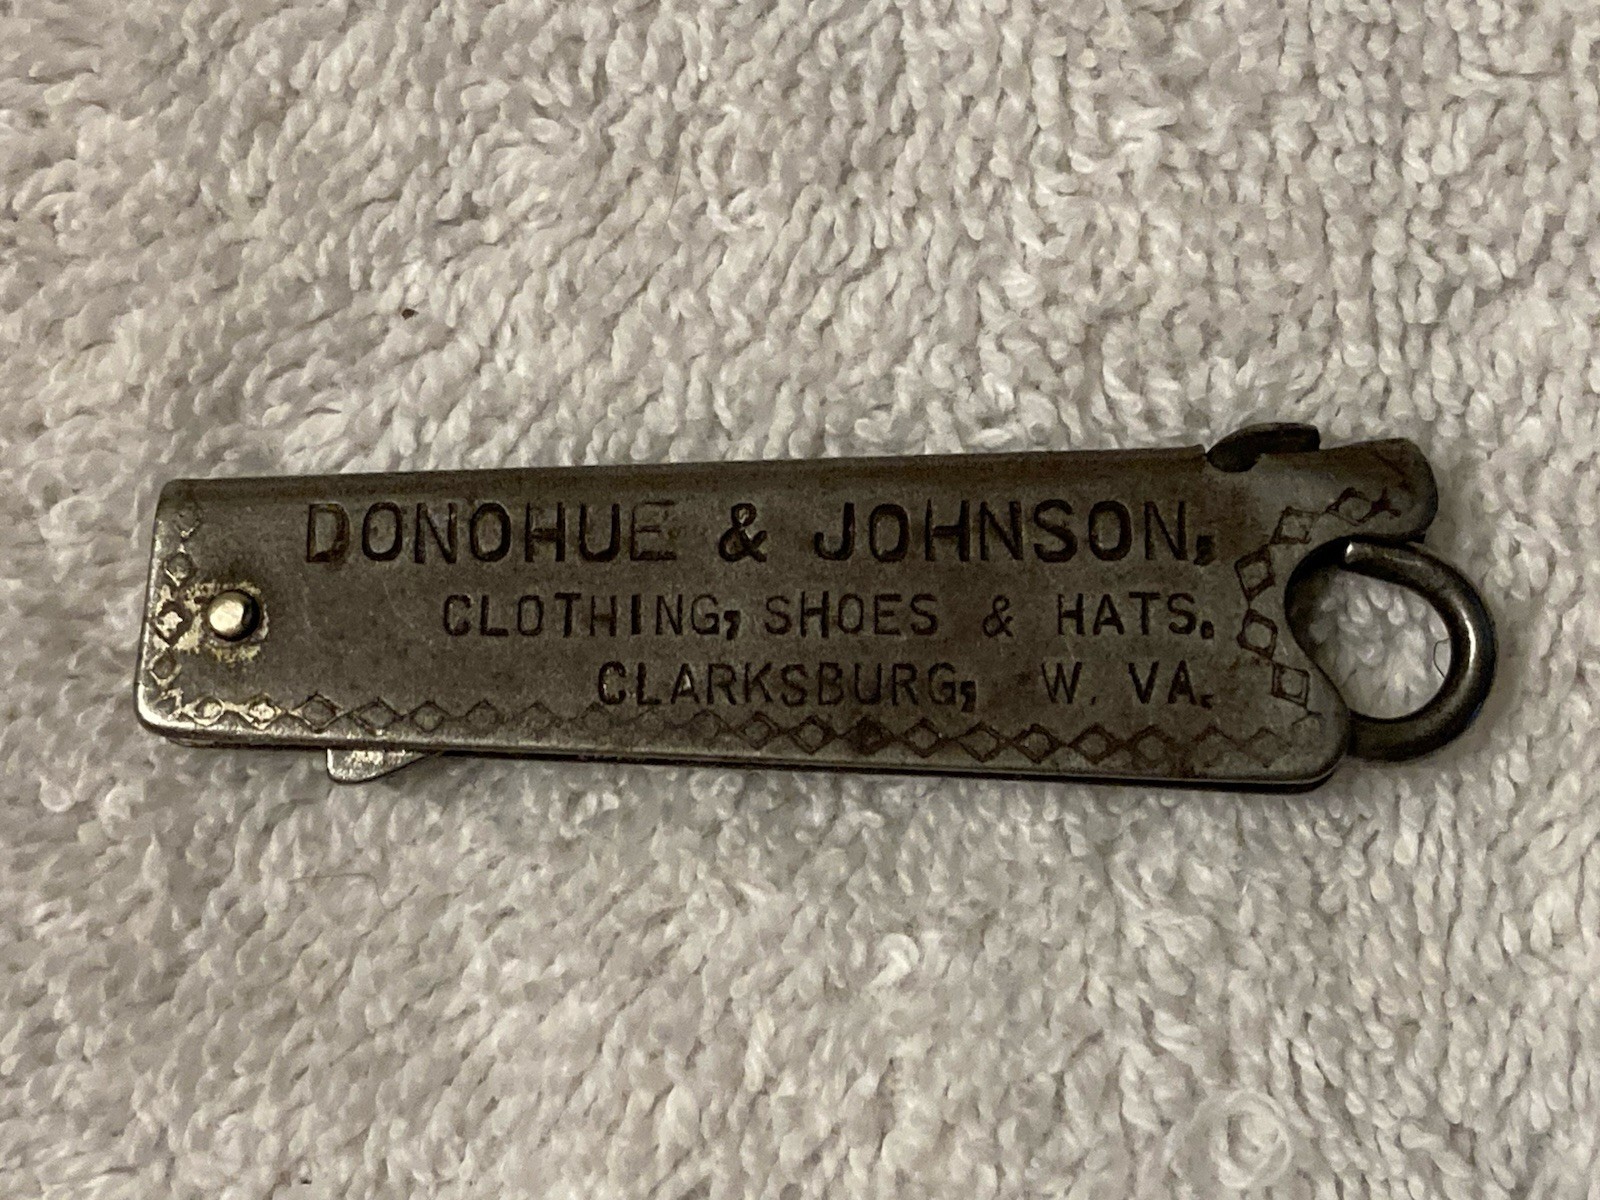 DONOHUE & JOHNSON,
CLOTHING, SHOES & HATS.
CLARKSBURG, W. VA.